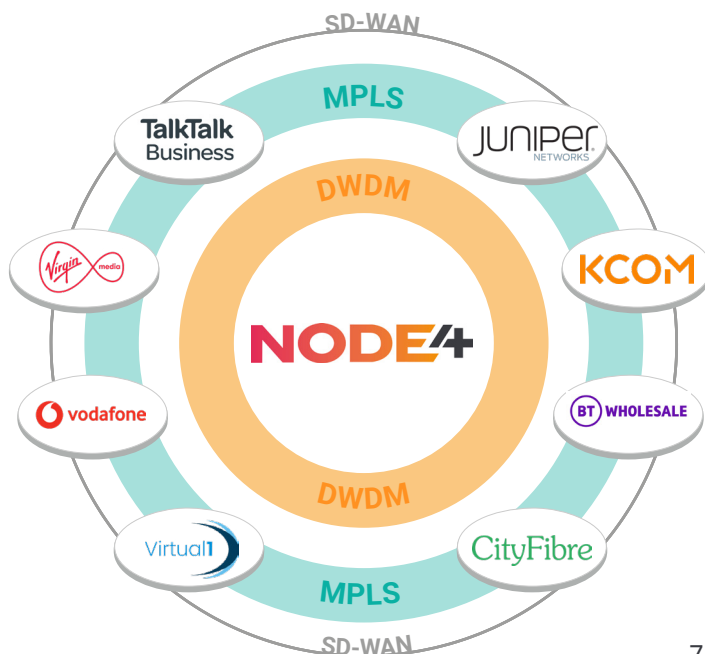 SD-WAN
MPLS
TalkTalk
Business
JUNIPer
NETWORKS®
DWDM
Virgin media
KCOM
NODE4
vodafone
BT WHOLESALE
DWDM
Virtual1
CityFibre
MPLS
SD-WAN
7